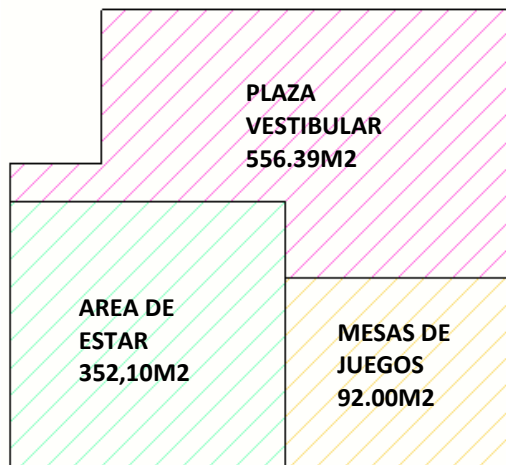 PLAZA
VESTIBULAR
556.39M2
AREA DE
ESTAR
352,10M2
MESAS DE
JUEGOS
92.00M2